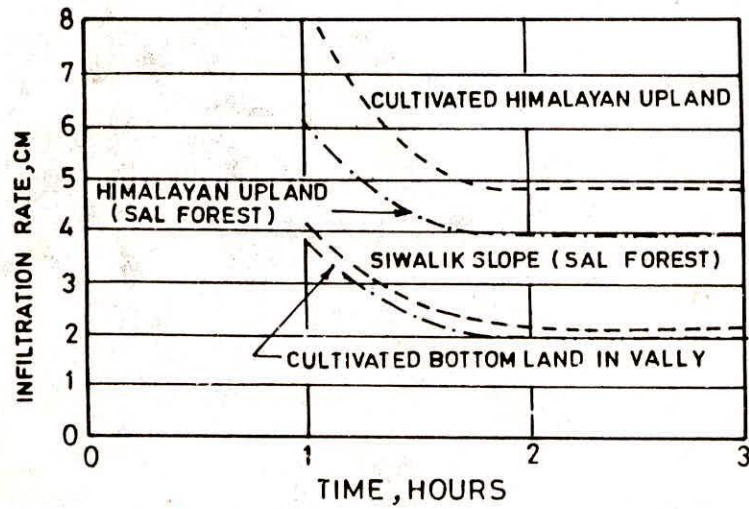 8
7
6
5
4
3
2
1
0
INFILTRATION RATE,CM
CULTIVATED HIMALAYAN UPLAND
HIMALAYAN UPLAND
(SAL FOREST)
SIWALIK SLOPE (SAL FOREST)
CULTIVATED BOTTOM LAND IN VALLY
0 1 2 3
TIME,HOURS